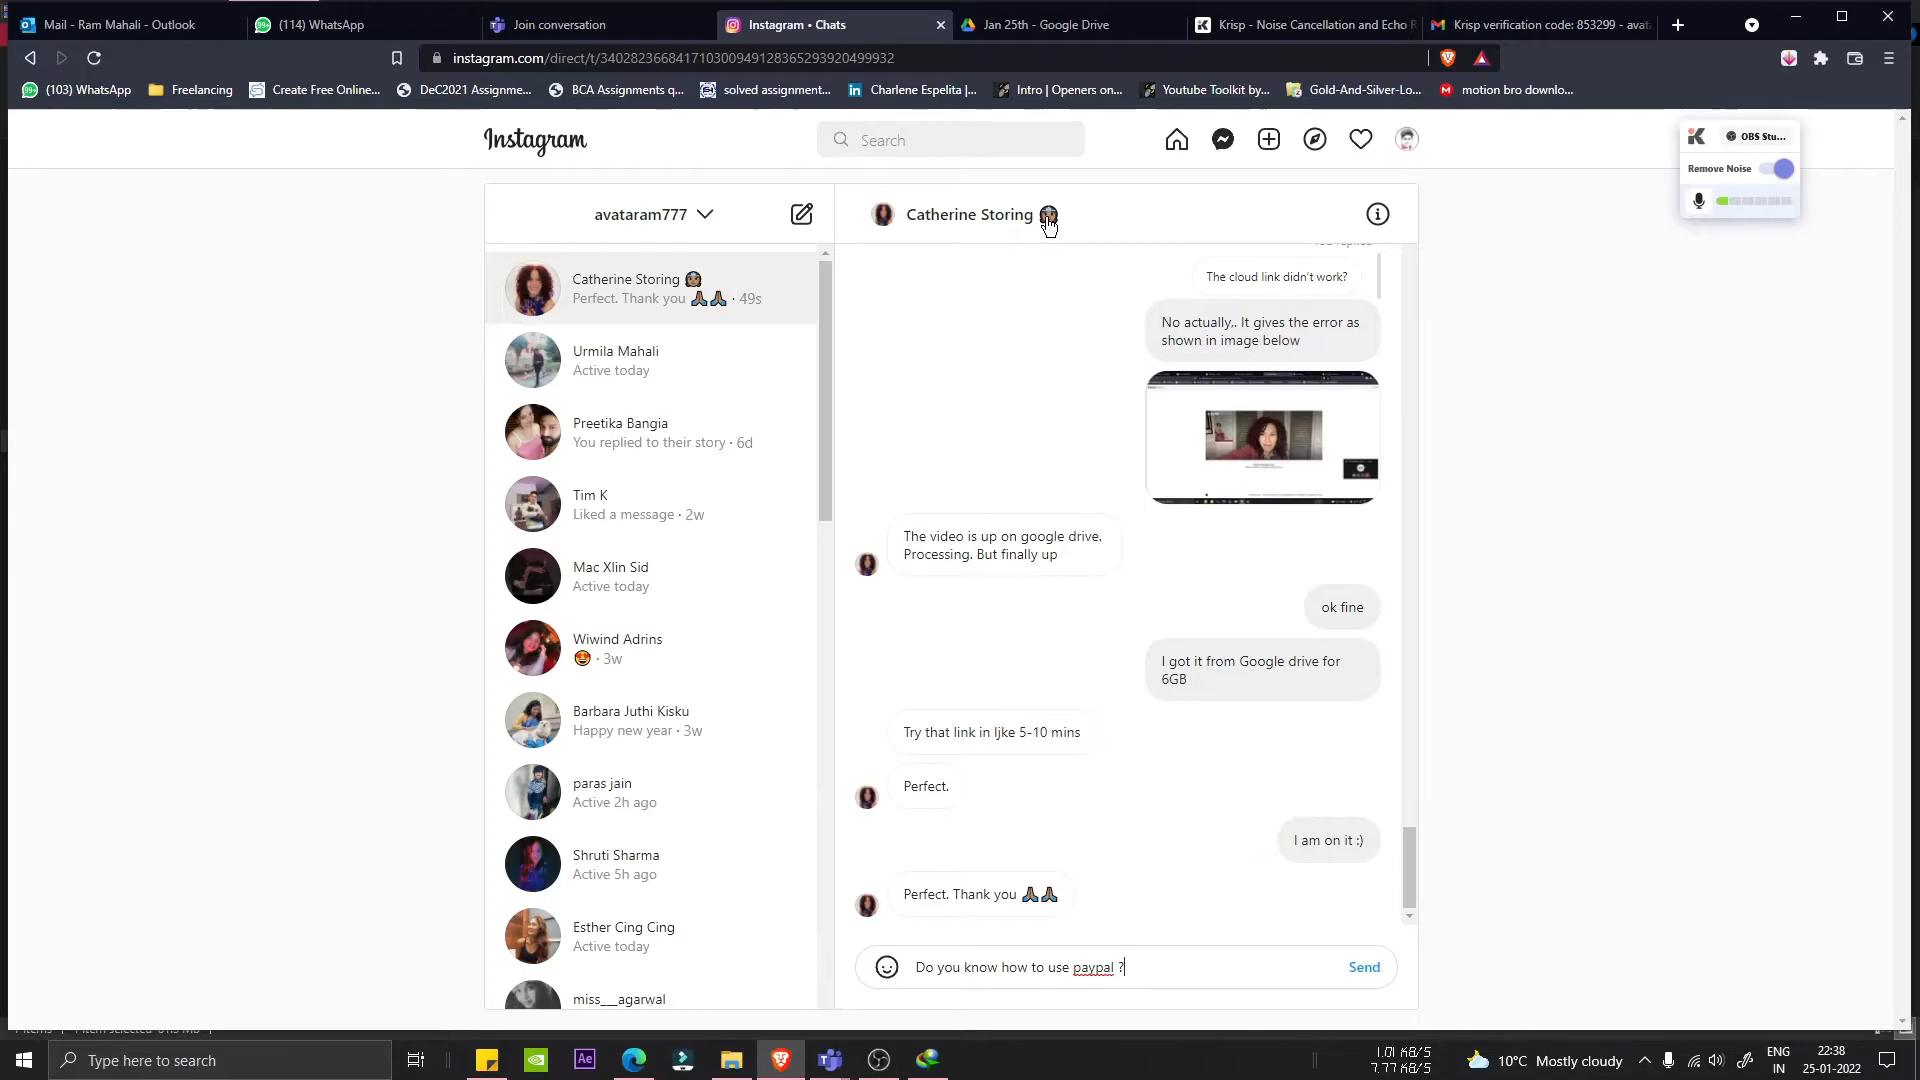 Mail - Ram Mahali - Outlook
99+ (114) WhatsApp
Join conversation
Instagram • Chats
Jan 25th - Google Drive
Krisp - Noise Cancellation and Echo R
Krisp verification code: 853299 - avata
instagram.com/direct/t/340282366841710300949128365293920499932
99+ (103) WhatsApp
Freelancing
Create Free Online...
DeC2021 Assignme...
BCA Assignments q...
solved assignment...
Charlene Espelita |...
Intro | Openers on...
Youtube Toolkit by...
Gold-And-Silver-Lo...
motion bro downlo...
Instagram
Search
OBS Stu...
Remove Noise
avataram777
Catherine Storing
Catherine Storing
Perfect. Thank you 🙏🏾🙏🏾 · 49s
Urmila Mahali
Active today
Preetika Bangia
You replied to their story · 6d
Tim K
Liked a message · 2w
Mac Xlin Sid
Active today
Wiwind Adrins
😍 · 3w
Barbara Juthi Kisku
Happy new year · 3w
paras jain
Active 2h ago
Shruti Sharma
Active 5h ago
Esther Cing Cing
Active today
miss___agarwal
The cloud link didn't work?
No actually,. It gives the error as
shown in image below
The video is up on google drive.
Processing. But finally up
ok fine
I got it from Google drive for
6GB
Try that link in ljke 5-10 mins
Perfect.
I am on it :)
Perfect. Thank you 🙏🏾🙏🏾
Do you know how to use paypal ?
Send
Type here to search
Ae
1.01 KB/S
7.77 KB/S
10°C Mostly cloudy
ENG
IN
22:38
25-01-2022